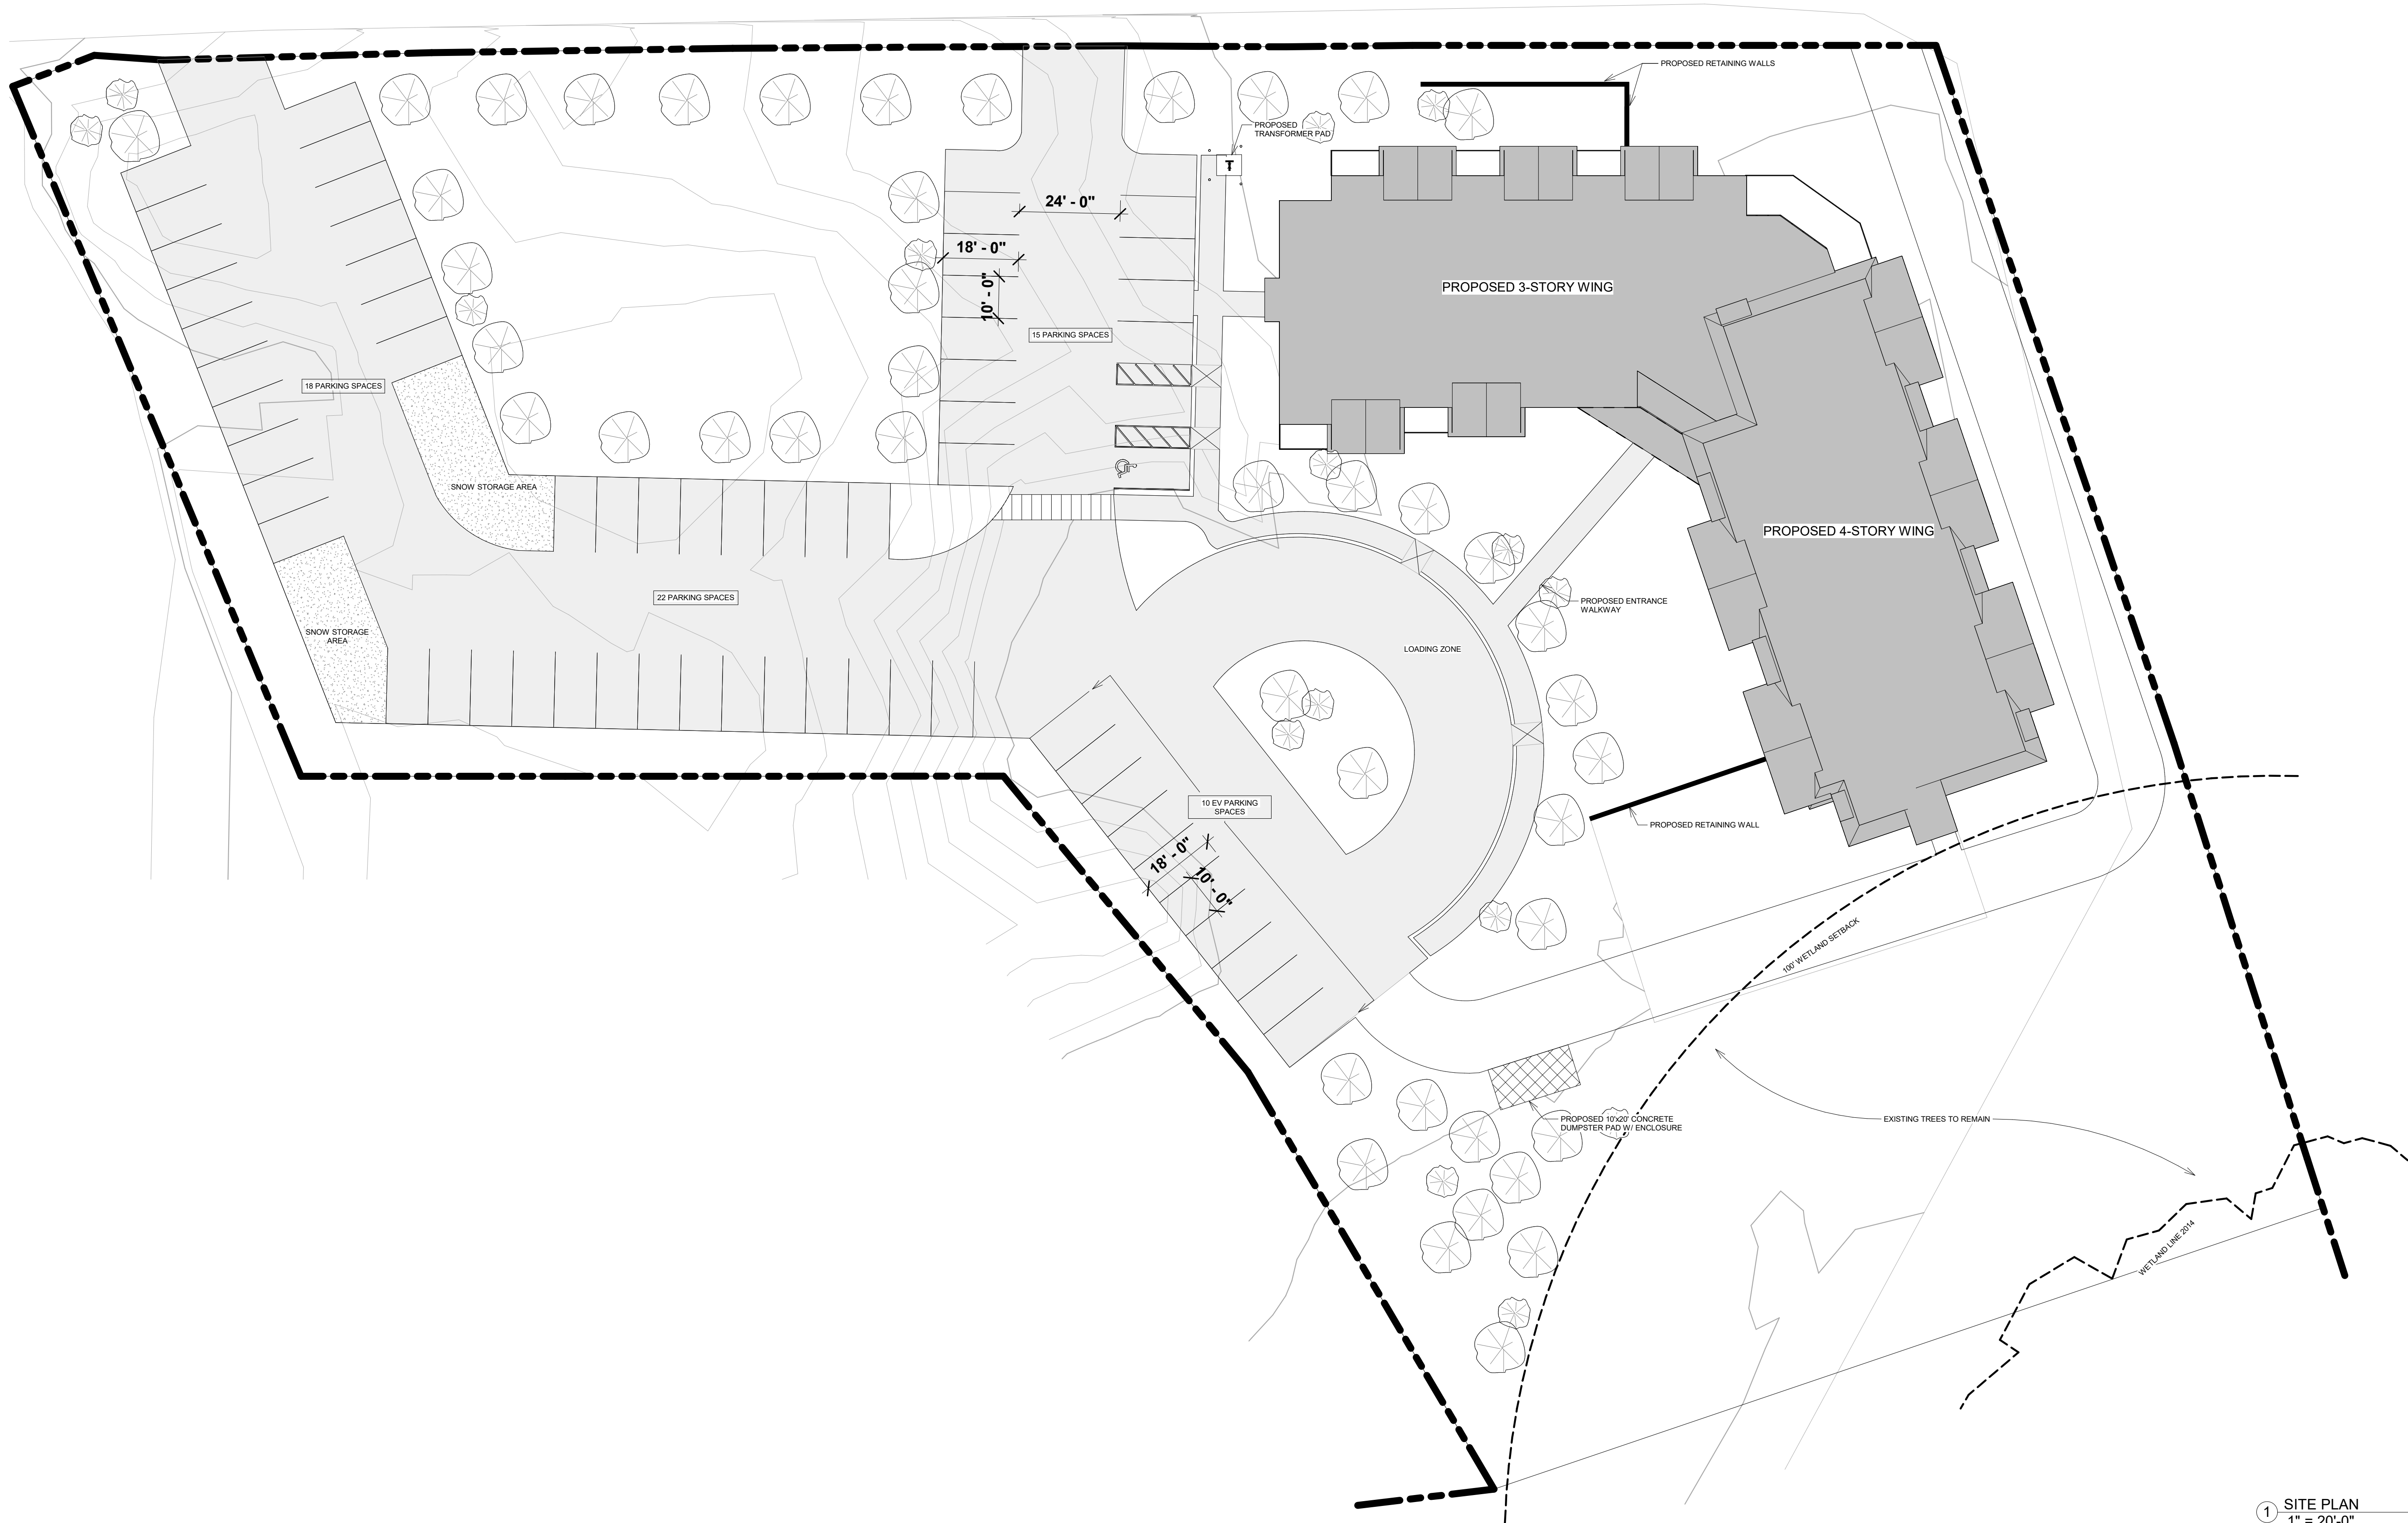 PROPOSED RETAINING WALLS
PROPOSED
TRANSFORMER PAD
T
24' - 0"
18' - 0"
10' - 0"
PROPOSED 3-STORY WING
15 PARKING SPACES
18 PARKING SPACES
SNOW STORAGE AREA
PROPOSED 4-STORY WING
22 PARKING SPACES
PROPOSED ENTRANCE
WALKWAY
SNOW STORAGE
AREA
LOADING ZONE
10 EV PARKING
SPACES
PROPOSED RETAINING WALL
18' - 0"
10' - 0"
100' WETLAND SETBACK
PROPOSED 10'x20' CONCRETE
DUMPSTER PAD W/ ENCLOSURE
EXISTING TREES TO REMAIN
WETLAND LINE 2014
1 SITE PLAN
1" = 20'-0"